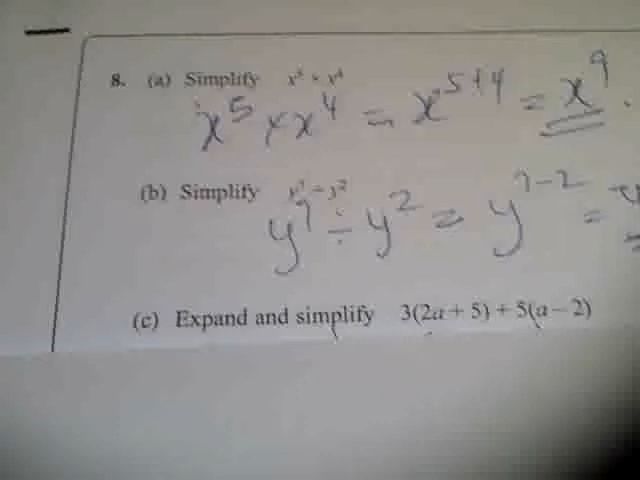 8. (a) Simplify x⁵ × x⁴
x⁵ × x⁴ = x⁵⁺⁴ = x⁹.
(b) Simplify y⁷ ÷ y²
y⁷ ÷ y² = y⁷⁻² =
(c) Expand and simplify 3(2a + 5) + 5(a − 2)